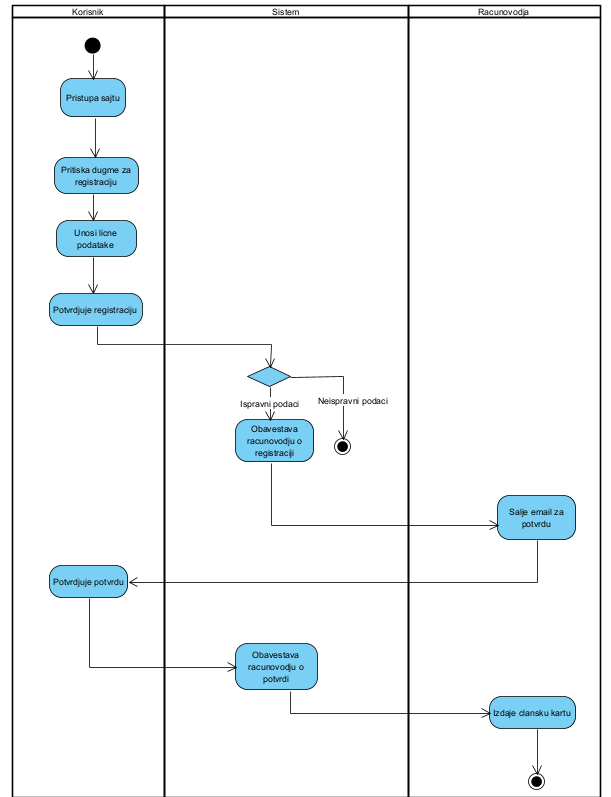 Korisnik
Sistem
Racunovodja
Pristupa sajtu
Pritiska dugme za
registraciju
Unosi licne
podatake
Potvrdjuje registraciju
Ispravni podaci
Neispravni podaci
Obavestava
racunovodju o
registraciji
Salje email za
potvrdu
Potvrdjuje potvrdu
Obavestava
racunovodju o
potvrdi
Izdaje clansku kartu